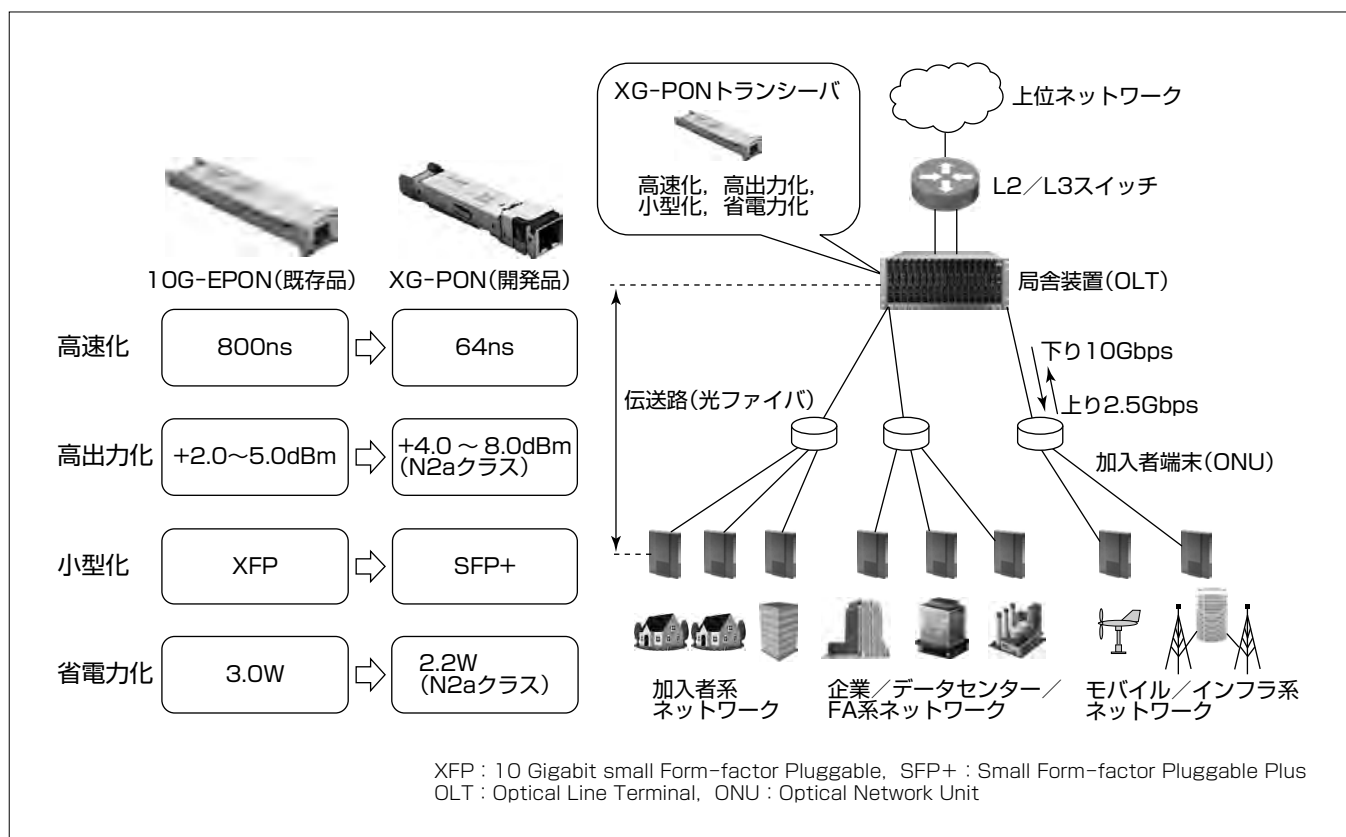 XG-PONトランシーバ
高速化，高出力化，
小型化，省電力化
上位ネットワーク
L2／L3スイッチ
局舎装置(OLT)
10G-EPON(既存品)
XG-PON(開発品)
高速化
800ns
64ns
高出力化
+2.0～5.0dBm
+4.0 ～ 8.0dBm
(N2aクラス)
小型化
XFP
SFP+
省電力化
3.0W
2.2W
(N2aクラス)
伝送路(光ファイバ)
下り10Gbps
上り2.5Gbps
加入者端末(ONU)
加入者系
ネットワーク
企業／データセンター／
FA系ネットワーク
モバイル／インフラ系
ネットワーク
XFP：10 Gigabit small Form-factor Pluggable, SFP+：Small Form-factor Pluggable Plus
OLT：Optical Line Terminal, ONU：Optical Network Unit